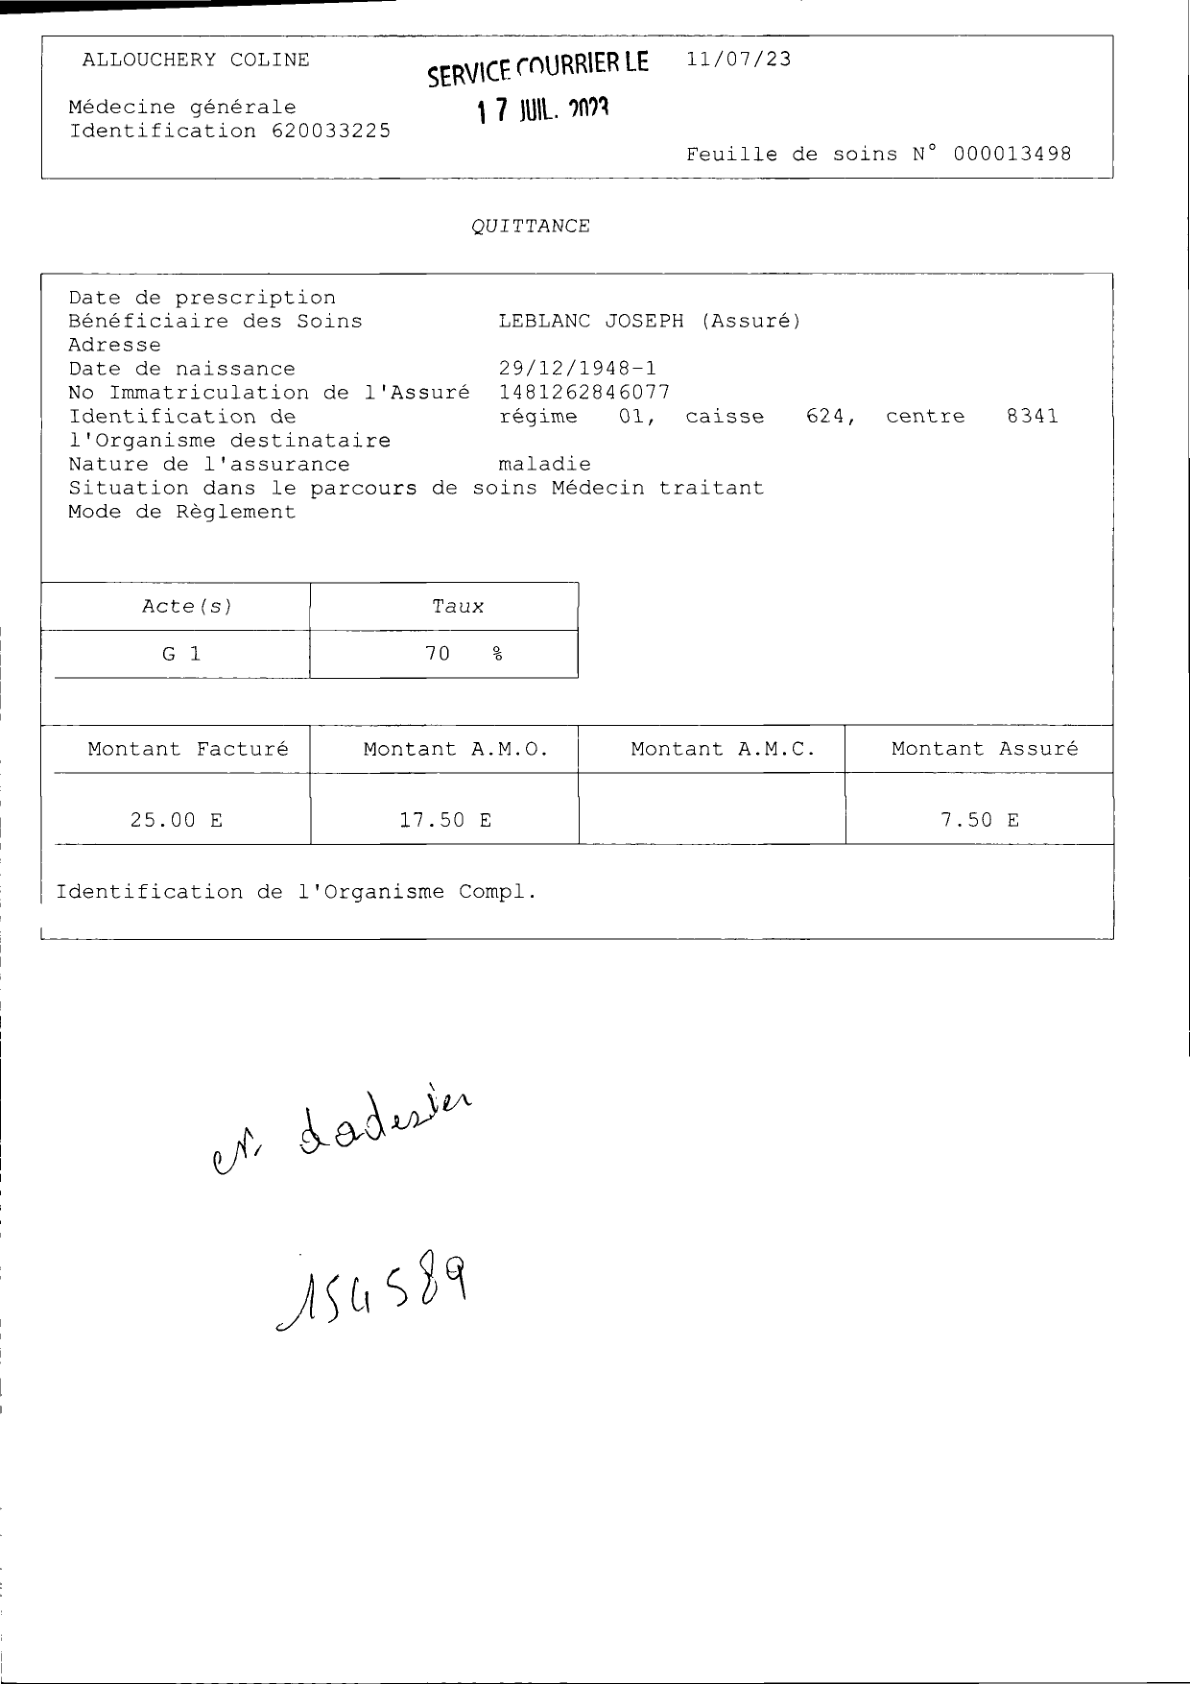 ALLOUCHERY COLINE
SERVICE COURRIER LE
11/07/23
17 JUIL. 2023
Médecine générale
Identification 620033225
Feuille de soins N° 000013498
QUITTANCE
Date de prescription
Bénéficiaire des Soins LEBLANC JOSEPH (Assuré)
Adresse
Date de naissance 29/12/1948-1
No Immatriculation de l'Assuré 1481262846077
Identification de régime 01, caisse 624, centre 8341
l'Organisme destinataire
Nature de l'assurance maladie
Situation dans le parcours de soins Médecin traitant
Mode de Règlement
Acte(s) Taux
G 1 70 %
Montant Facturé Montant A.M.O. Montant A.M.C. Montant Assuré
25.00 E 17.50 E 7.50 E
Identification de l'Organisme Compl.
154589